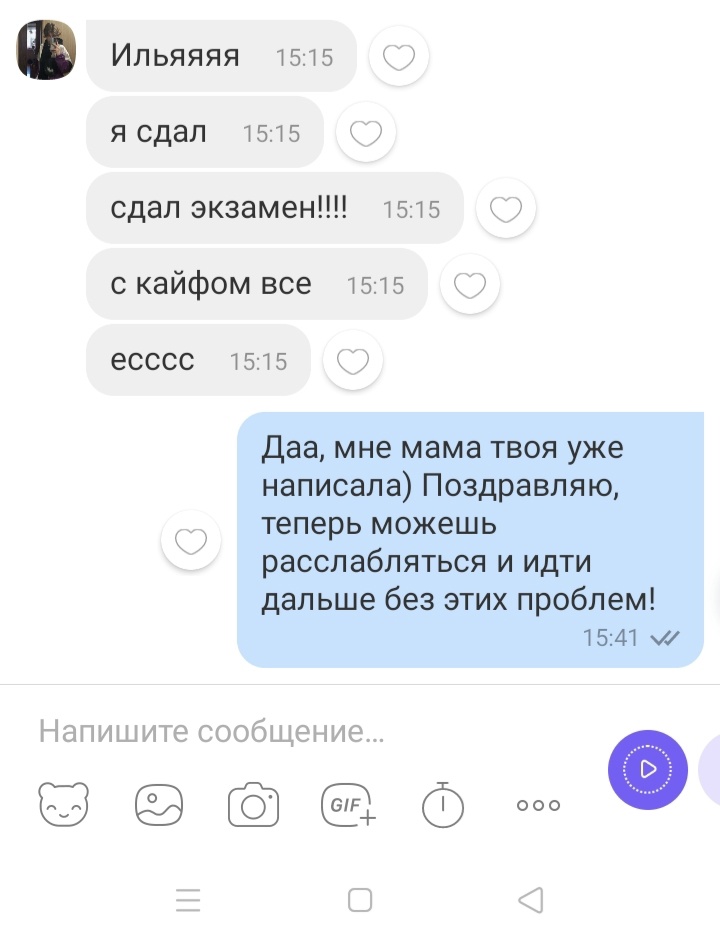 Ильяяяя 15:15
я сдал 15:15
сдал экзамен!!!! 15:15
с кайфом все 15:15
есссс 15:15
Даа, мне мама твоя уже
написала) Поздравляю,
теперь можешь
расслабляться и идти
дальше без этих проблем!
15:41
Напишите сообщение...
GIF